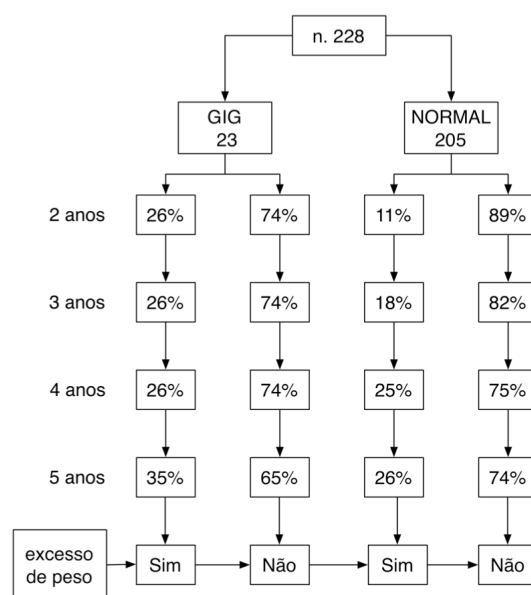 n. 228
GIG
23
NORMAL
205
2 anos
26%
74%
11%
89%
3 anos
26%
74%
18%
82%
4 anos
26%
74%
25%
75%
5 anos
35%
65%
26%
74%
excesso
de peso
Sim
Não
Sim
Não